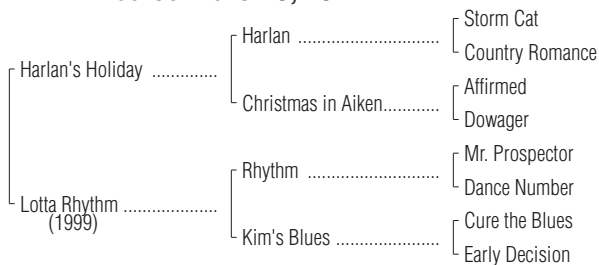 Harlan's Holiday ..............
Lotta Rhythm ....................
(1999)
Harlan ..............................
Christmas in Aiken............
Rhythm ............................
Kim's Blues ......................
Storm Cat
Country Romance
Affirmed
Dowager
Mr. Prospector
Dance Number
Cure the Blues
Early Decision